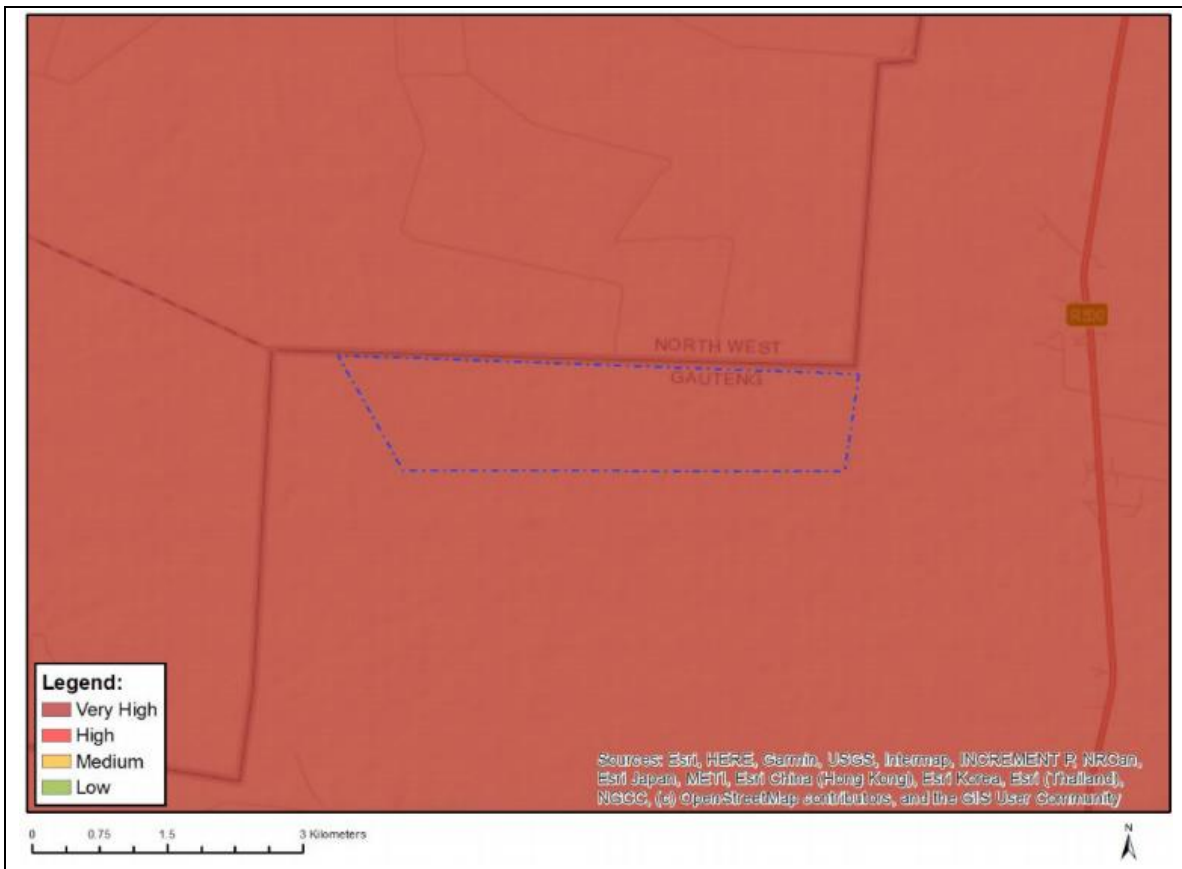 NORTH WEST
GAUTENG
Legend:
Very High
High
Medium
Low
Sources: Esri, HERE, Garmin, USGS, Intermap, INCREMENT P, NRCan,
Esri Japan, METI, Esri China (Hong Kong), Esri Korea, Esri (Thailand),
NGCC, (c) OpenStreetMap contributors, and the GIS User Community
0 0.75 1.5 3 Kilometers
N